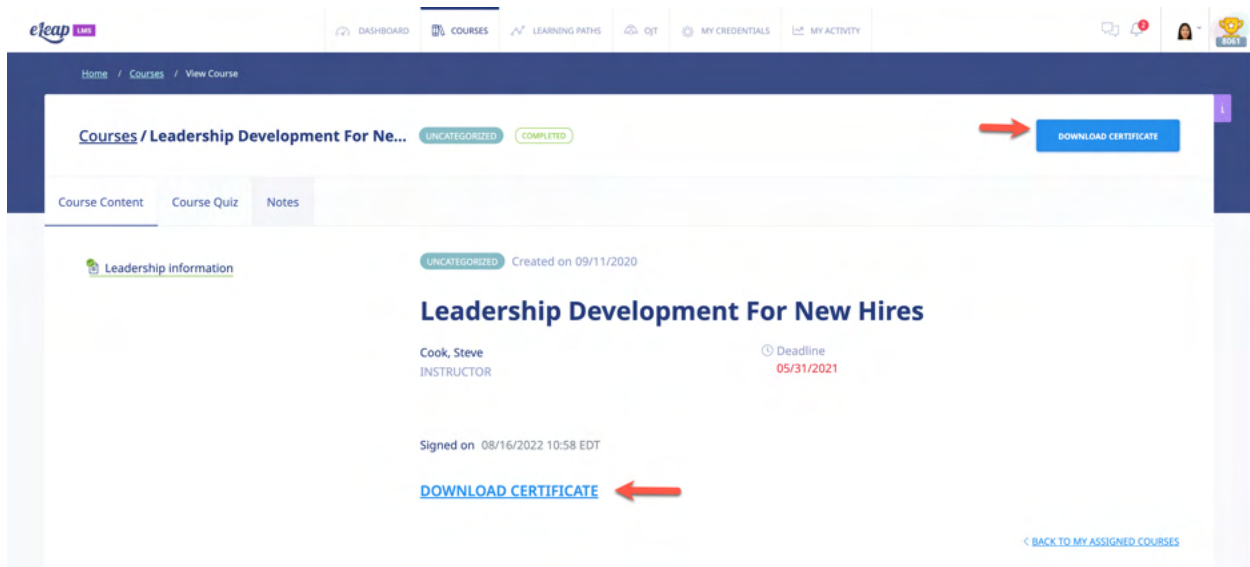 eleap LMS
DASHBOARD COURSES LEARNING PATHS OJT MY CREDENTIALS MY ACTIVITY 2 8061
Home / Courses / View Course
i
Courses / Leadership Development For Ne... UNCATEGORIZED COMPLETED DOWNLOAD CERTIFICATE
Course Content Course Quiz Notes
Leadership information
UNCATEGORIZED Created on 09/11/2020
Leadership Development For New Hires
Cook, Steve Deadline
INSTRUCTOR 05/31/2021
Signed on 08/16/2022 10:58 EDT
DOWNLOAD CERTIFICATE
< BACK TO MY ASSIGNED COURSES